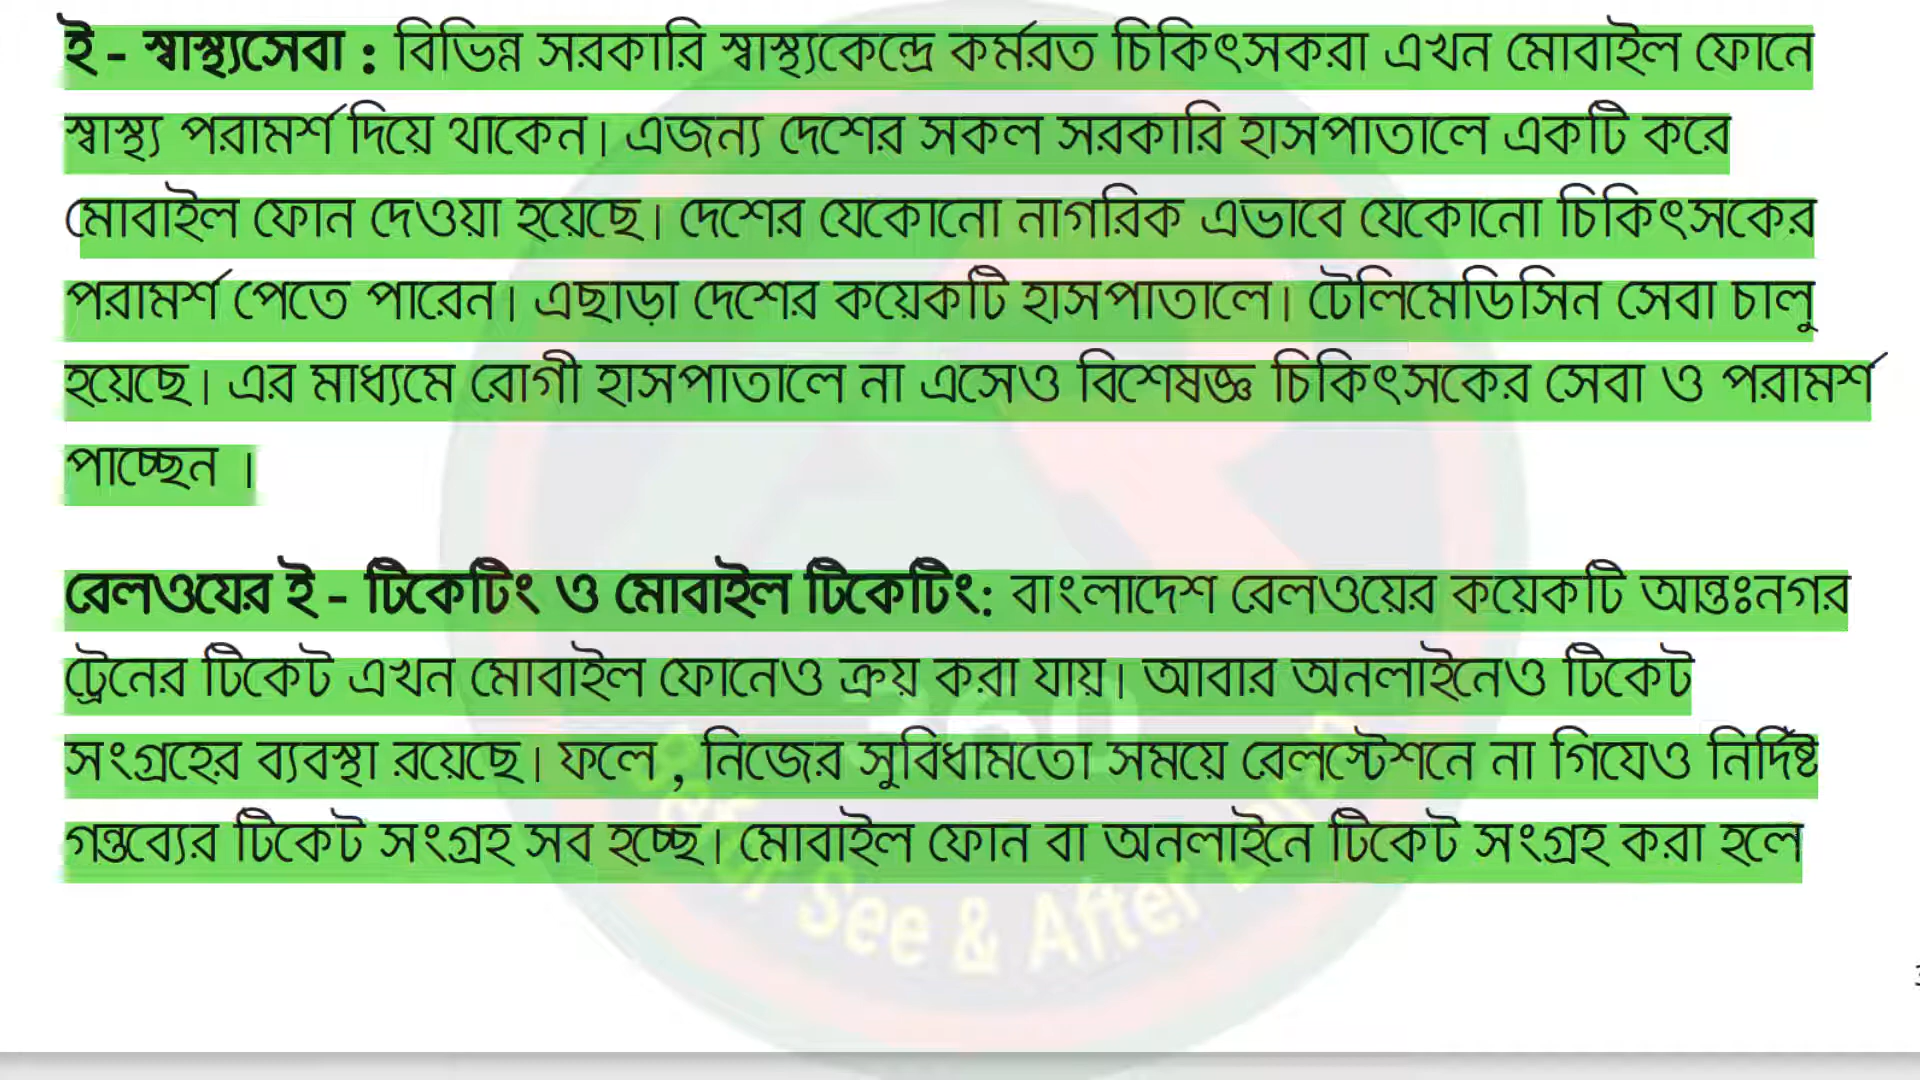 ই - স্বাস্থ্যসেবা : বিভিন্ন সরকারি স্বাস্থ্যকেন্দ্রে কর্মরত চিকিৎসকরা এখন মোবাইল ফোনে
স্বাস্থ্য পরামর্শ দিয়ে থাকেন। এজন্য দেশের সকল সরকারি হাসপাতালে একটি করে
মোবাইল ফোন দেওয়া হয়েছে। দেশের যেকোনো নাগরিক এভাবে যেকোনো চিকিৎসকের
পরামর্শ পেতে পারেন। এছাড়া দেশের কয়েকটি হাসপাতালে। টেলিমেডিসিন সেবা চালু
হয়েছে। এর মাধ্যমে রোগী হাসপাতালে না এসেও বিশেষজ্ঞ চিকিৎসকের সেবা ও পরামর্শ
পাচ্ছেন ।
রেলওযের ই - টিকেটিং ও মোবাইল টিকেটিং: বাংলাদেশ রেলওয়ের কয়েকটি আন্তঃনগর
ট্রেনের টিকেট এখন মোবাইল ফোনেও ক্রয় করা যায়। আবার অনলাইনেও টিকেট
সংগ্রহের ব্যবস্থা রয়েছে। ফলে , নিজের সুবিধামতো সময়ে রেলস্টেশনে না গিযেও নির্দিষ্ট
গন্তব্যের টিকেট সংগ্রহ সব হচ্ছে। মোবাইল ফোন বা অনলাইনে টিকেট সংগ্রহ করা হলে
360
See & After